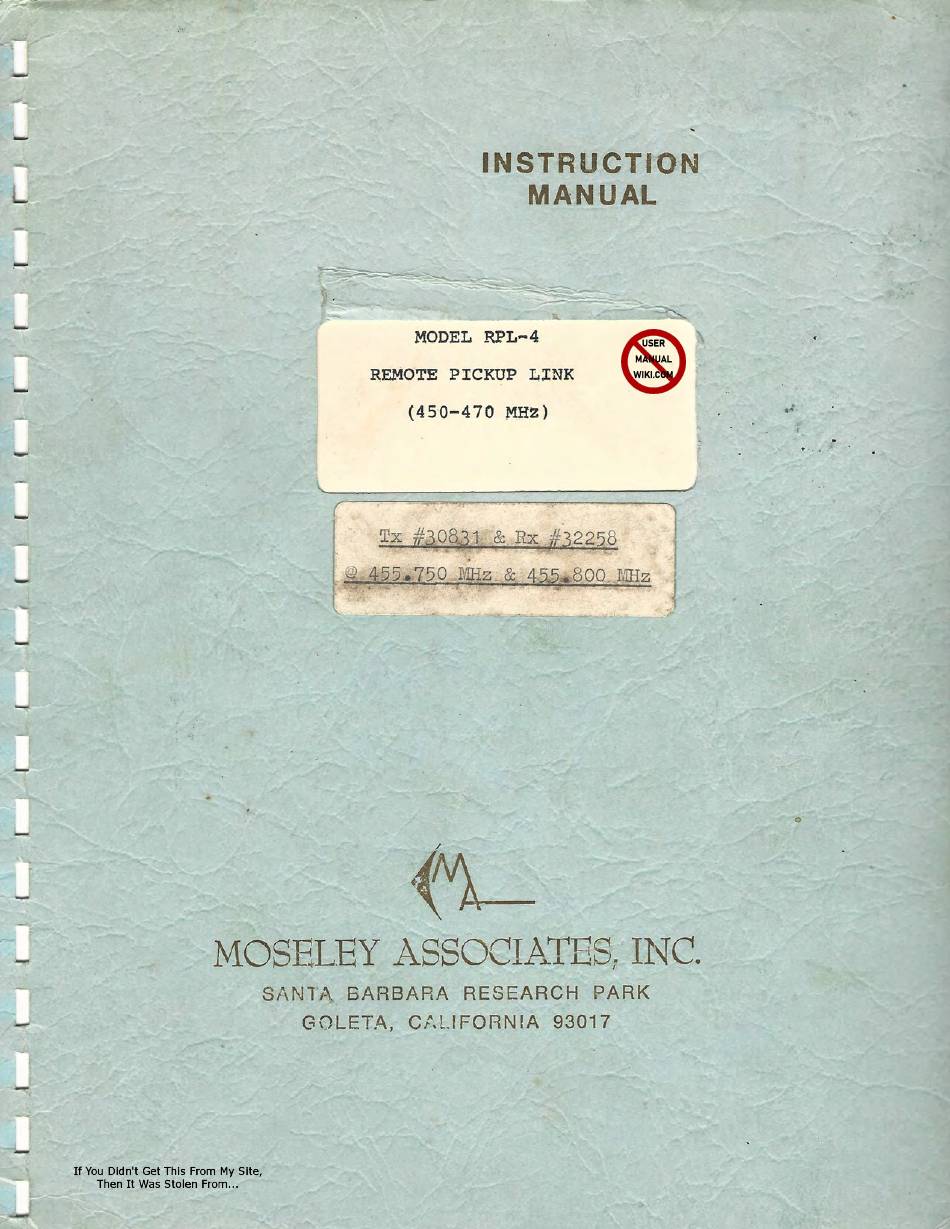 INSTRUCTION
MANUAL
MODEL RPL-4
REMOTE PICKUP LINK
(450-470 MHz)
USER
MANUAL
WIKI.COM
Tx #30831 & Rx #32258
@ 455.750 MHz & 455.800 MHz
MA
MOSELEY ASSOCIATES, INC.
SANTA BARBARA RESEARCH PARK
GOLETA, CALIFORNIA 93017
If You Didn't Get This From My Site,
Then It Was Stolen From...